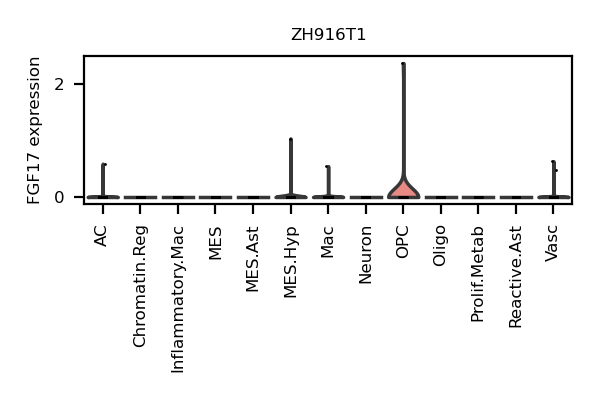 ZH916T1
FGF17 expression
2
0
AC
Chromatin.Reg
Inflammatory.Mac
MES
MES.Ast
MES.Hyp
Mac
Neuron
OPC
Oligo
Prolif.Metab
Reactive.Ast
Vasc